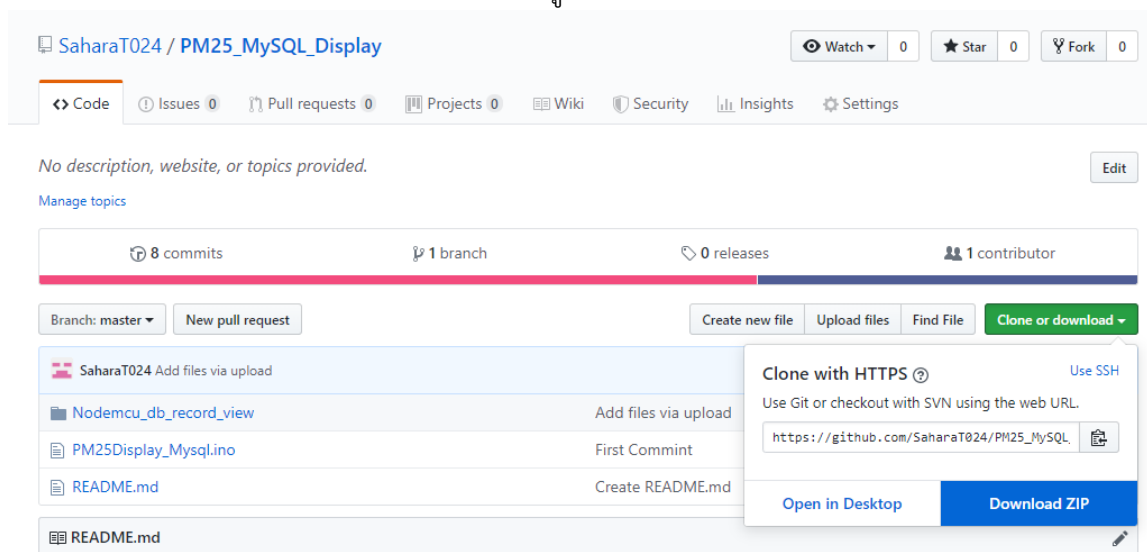 SaharaT024 / PM25_MySQL_Display
Watch 0 Star 0 Fork 0
Code Issues 0 Pull requests 0 Projects 0 Wiki Security Insights Settings
No description, website, or topics provided. Edit
Manage topics
8 commits 1 branch 0 releases 1 contributor
Branch: master New pull request Create new file Upload files Find File Clone or download
SaharaT024 Add files via upload
Clone with HTTPS Use SSH
Use Git or checkout with SVN using the web URL.
https://github.com/SaharaT024/PM25_MySQL_
Open in Desktop Download ZIP
Nodemcu_db_record_view Add files via upload
PM25Display_Mysql.ino First Commint
README.md Create README.md
README.md